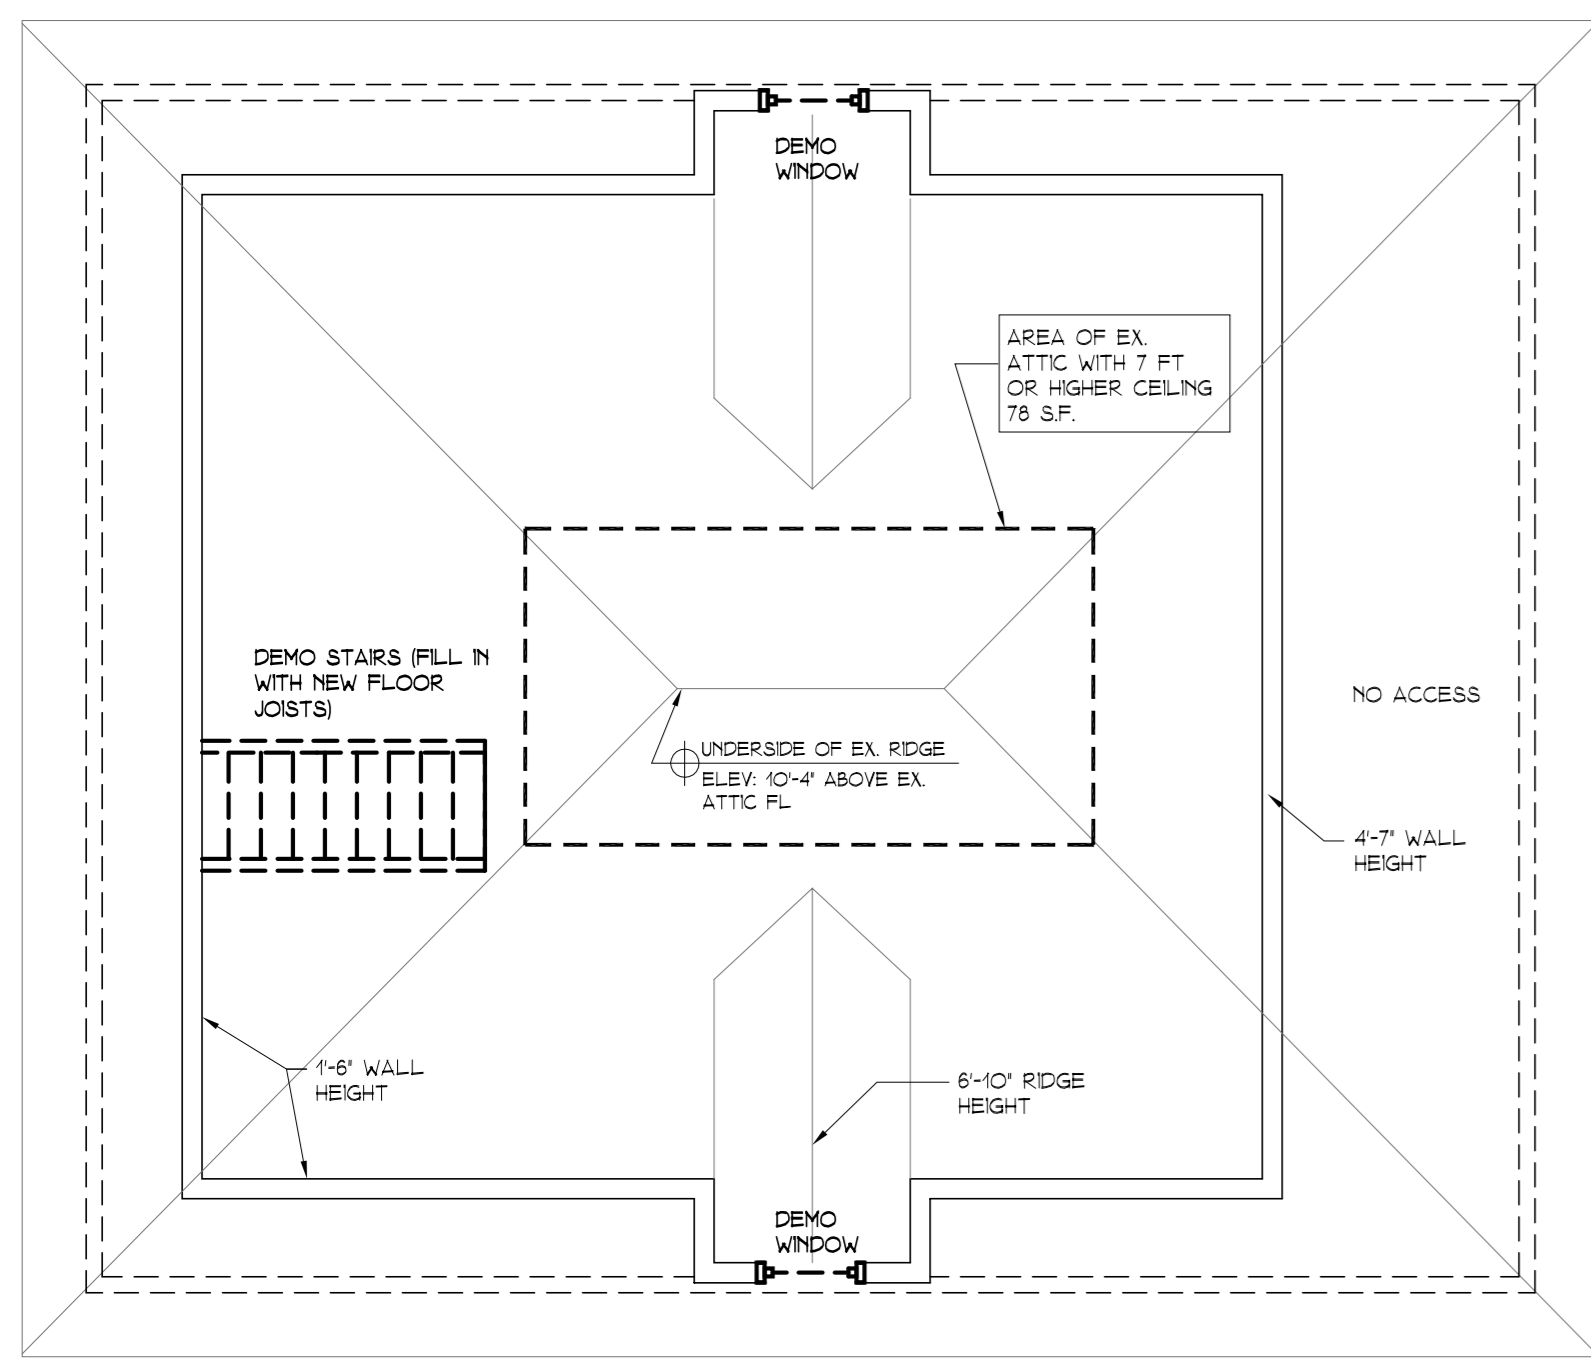 DEMO
WINDOW
AREA OF EX.
ATTIC WITH 7 FT
OR HIGHER CEILING
78 S.F.
DEMO STAIRS (FILL IN
WITH NEW FLOOR
JOISTS)
NO ACCESS
UNDERSIDE OF EX. RIDGE
ELEV: 10'-4" ABOVE EX.
ATTIC FL
4'-7" WALL
HEIGHT
1'-6" WALL
HEIGHT
6'-10" RIDGE
HEIGHT
DEMO
WINDOW